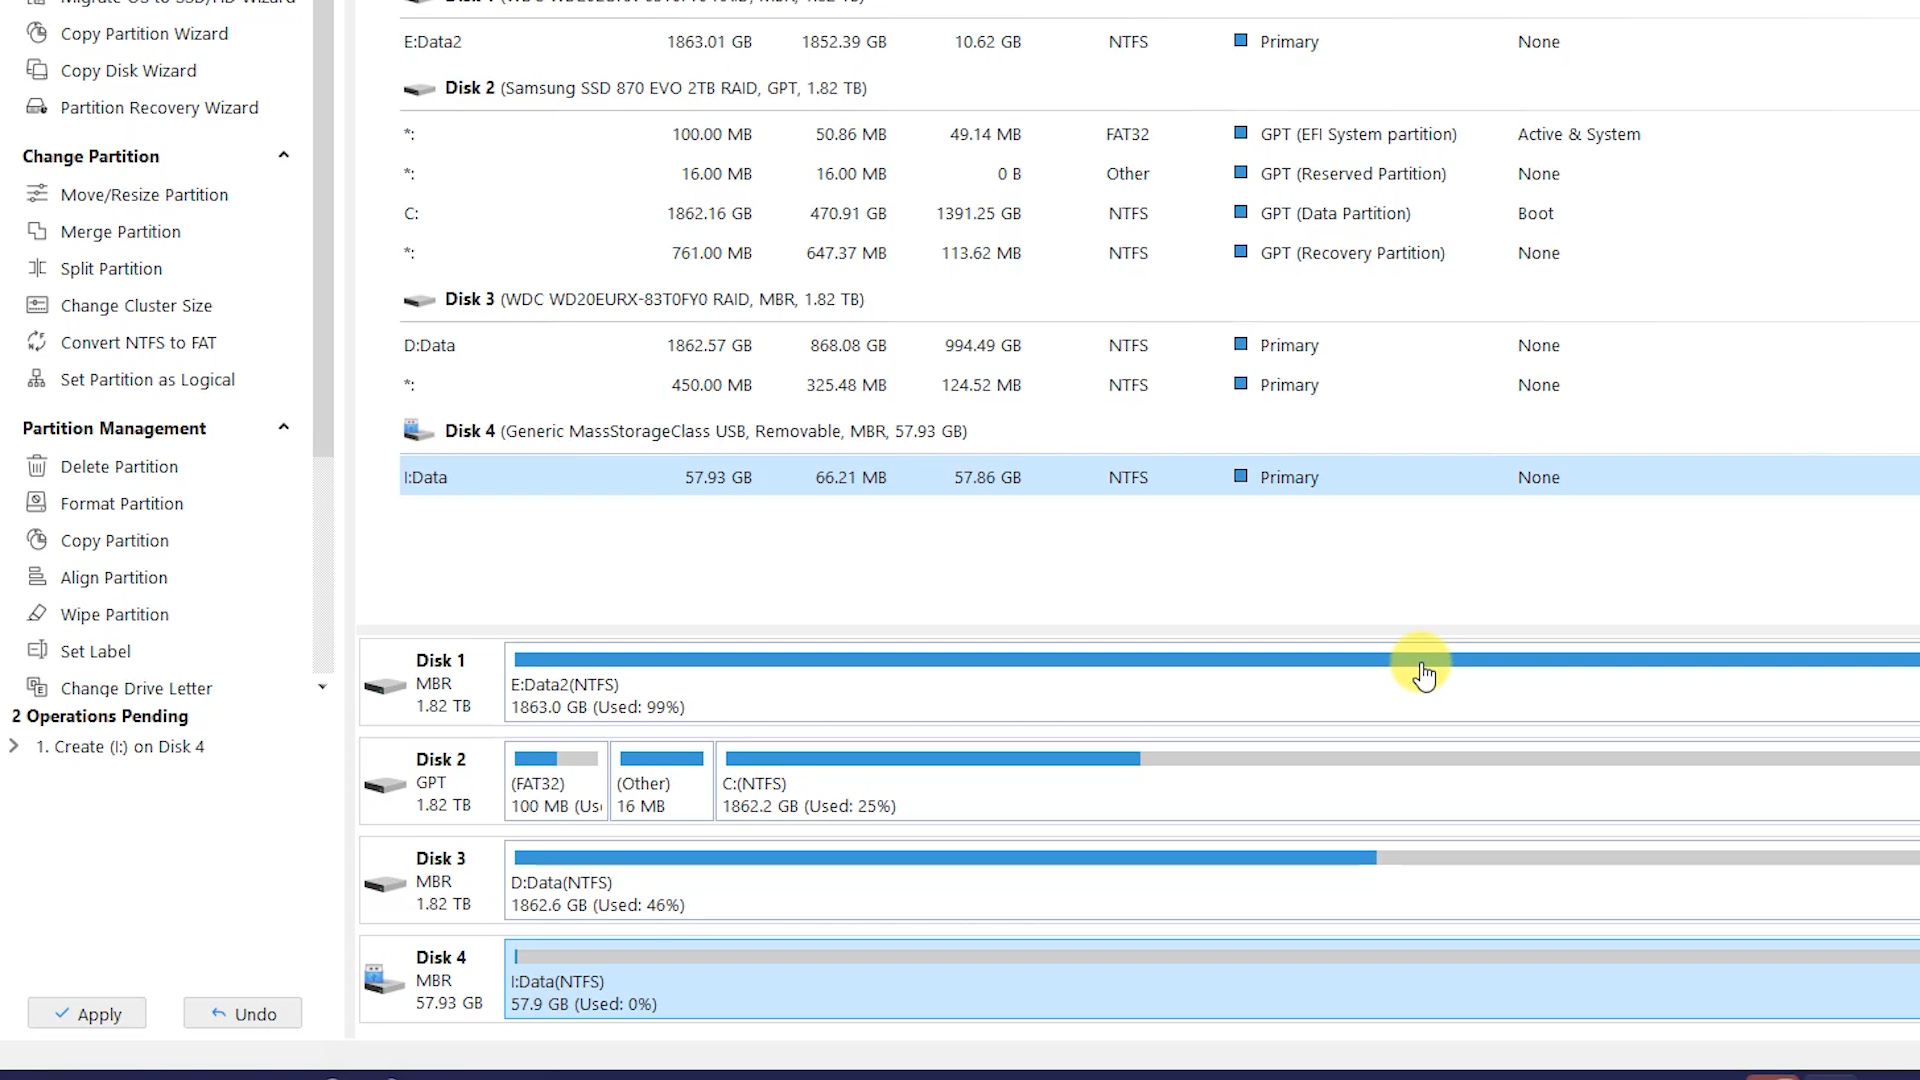 Migrate OS to SSD/HD Wizard
Copy Partition Wizard
Copy Disk Wizard
Partition Recovery Wizard
Change Partition
Move/Resize Partition
Merge Partition
Split Partition
Change Cluster Size
Convert NTFS to FAT
Set Partition as Logical
Partition Management
Delete Partition
Format Partition
Copy Partition
Align Partition
Wipe Partition
Set Label
Change Drive Letter
2 Operations Pending
1. Create (I:) on Disk 4
Apply Undo
E:Data2 1863.01 GB 1852.39 GB 10.62 GB NTFS Primary None
Disk 2 (Samsung SSD 870 EVO 2TB RAID, GPT, 1.82 TB)
*: 100.00 MB 50.86 MB 49.14 MB FAT32 GPT (EFI System partition) Active & System
*: 16.00 MB 16.00 MB 0 B Other GPT (Reserved Partition) None
C: 1862.16 GB 470.91 GB 1391.25 GB NTFS GPT (Data Partition) Boot
*: 761.00 MB 647.37 MB 113.62 MB NTFS GPT (Recovery Partition) None
Disk 3 (WDC WD20EURX-83T0FY0 RAID, MBR, 1.82 TB)
D:Data 1862.57 GB 868.08 GB 994.49 GB NTFS Primary None
*: 450.00 MB 325.48 MB 124.52 MB NTFS Primary None
Disk 4 (Generic MassStorageClass USB, Removable, MBR, 57.93 GB)
I:Data 57.93 GB 66.21 MB 57.86 GB NTFS Primary None
Disk 1
MBR
1.82 TB
E:Data2(NTFS)
1863.0 GB (Used: 99%)
Disk 2
GPT
1.82 TB
(FAT32)
100 MB (Us
(Other)
16 MB
C:(NTFS)
1862.2 GB (Used: 25%)
Disk 3
MBR
1.82 TB
D:Data(NTFS)
1862.6 GB (Used: 46%)
Disk 4
MBR
57.93 GB
I:Data(NTFS)
57.9 GB (Used: 0%)